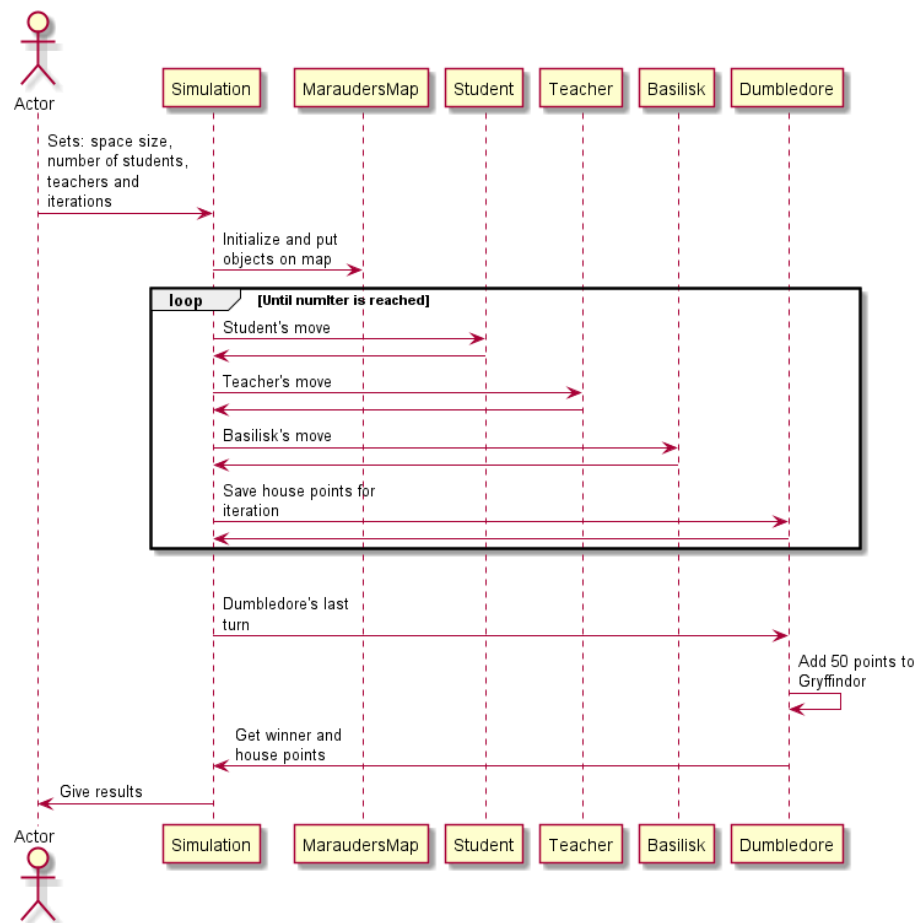 Actor
Simulation
MaraudersMap
Student
Teacher
Basilisk
Dumbledore
Sets: space size,
number of students,
teachers and
iterations
Initialize and put
objects on map
loop
[Until numIter is reached]
Student's move
Teacher's move
Basilisk's move
Save house points for
iteration
Dumbledore's last
turn
Add 50 points to
Gryffindor
Get winner and
house points
Give results
Actor
Simulation
MaraudersMap
Student
Teacher
Basilisk
Dumbledore